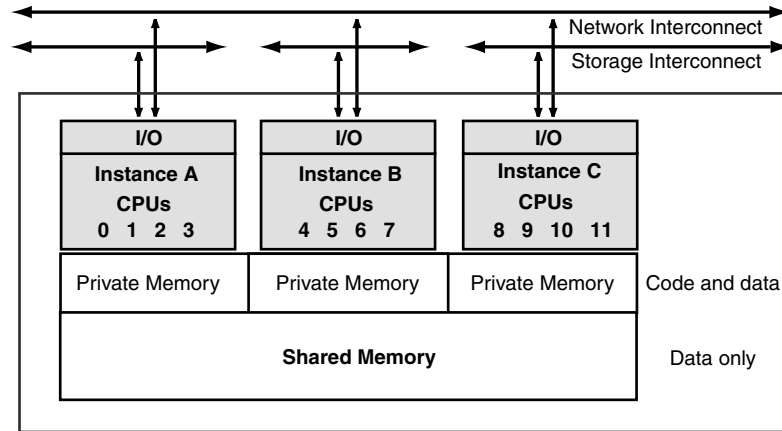 Network Interconnect
Storage Interconnect
I/O I/O I/O
Instance A Instance B Instance C
CPUs CPUs CPUs
0 1 2 3 4 5 6 7 8 9 10 11
Private Memory Private Memory Private Memory Code and data
Shared Memory Data only